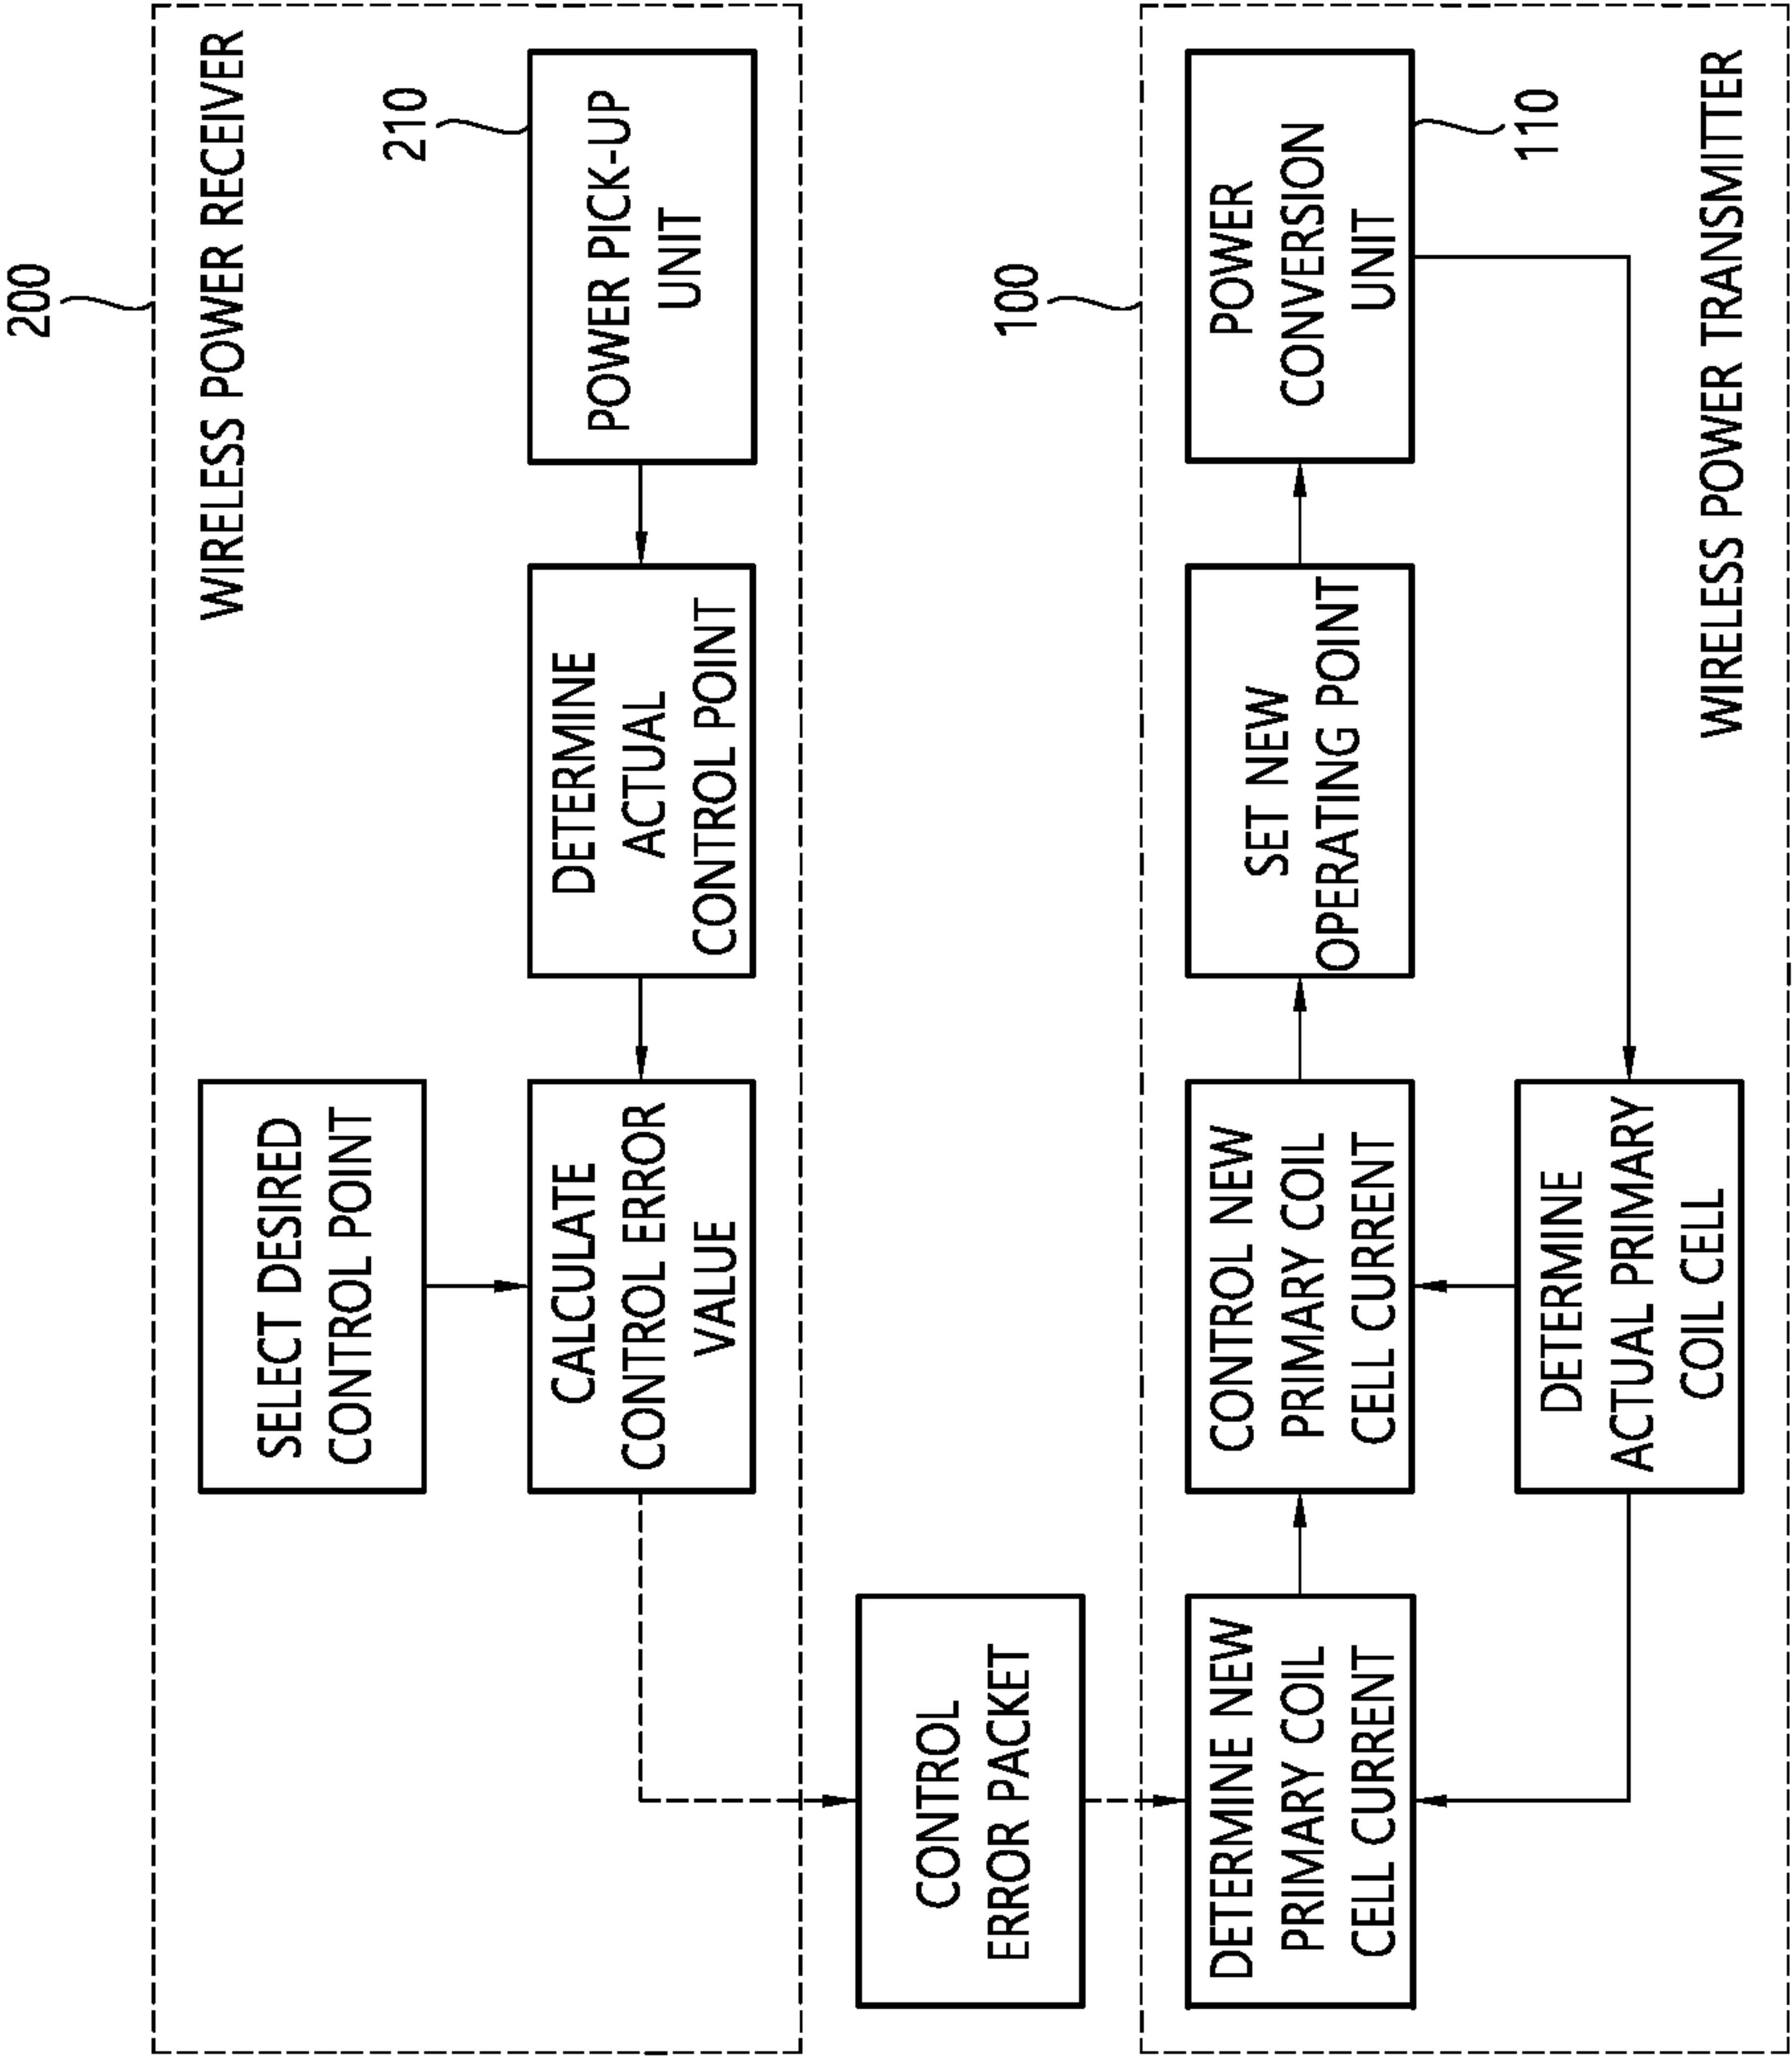 200
WIRELESS POWER RECEIVER
SELECT DESIRED
CONTROL POINT
210
CALCULATE
CONTROL ERROR
VALUE
DETERMINE
ACTUAL
CONTROL POINT
POWER PICK-UP
UNIT
CONTROL
ERROR PACKET
100
DETERMINE NEW
PRIMARY COIL
CELL CURRENT
CONTROL NEW
PRIMARY COIL
CELL CURRENT
SET NEW
OPERATING POINT
POWER
CONVERSION
UNIT
110
DETERMINE
ACTUAL PRIMARY
COIL CELL
WIRELESS POWER TRANSMITTER